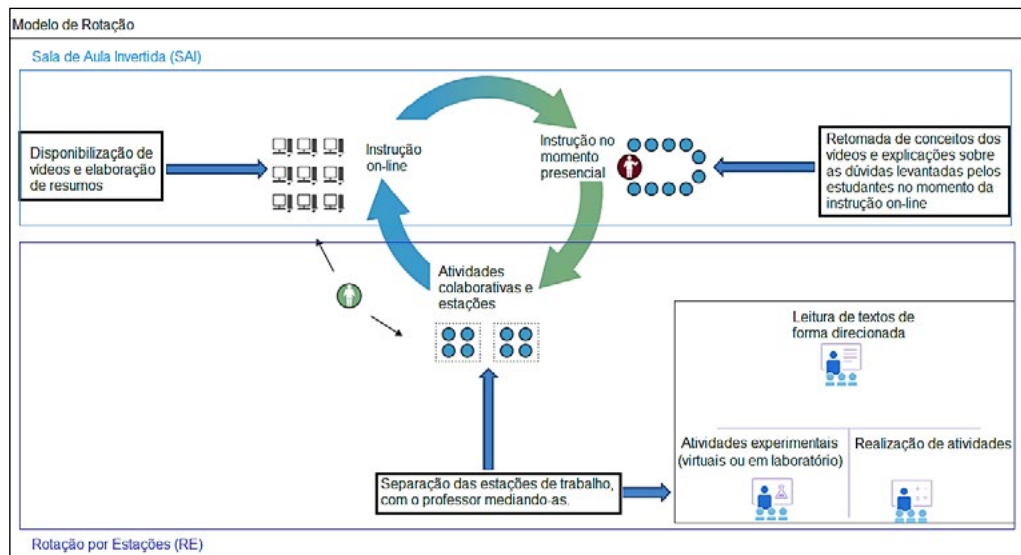 Modelo de Rotação
Sala de Aula Invertida (SAI)
Disponibilização de
vídeos e elaboração
de resumos
Instrução
on-line
Instrução no
momento
presencial
Retomada de conceitos dos
vídeos e explicações sobre
as dúvidas levantadas pelos
estudantes no momento da
instrução on-line
Atividades
colaborativas e
estações
Leitura de textos de
forma direcionada
Atividades experimentais
(virtuais ou em laboratório)
Realização de atividades
Separação das estações de trabalho,
com o professor mediando-as.
Rotação por Estações (RE)